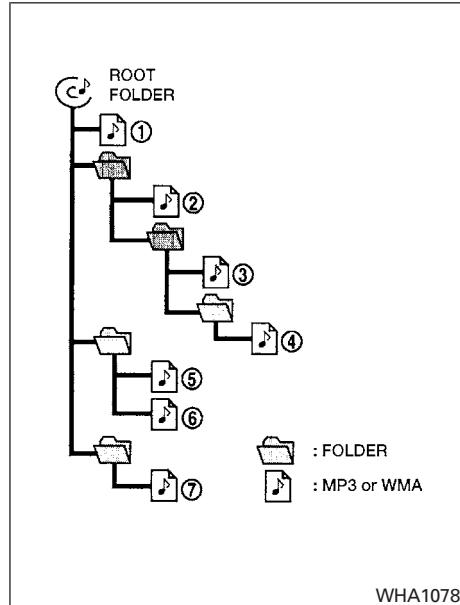 ROOT
FOLDER
①
②
③
④
⑤
⑥
: FOLDER
⑦
: MP3 or WMA
WHA1078